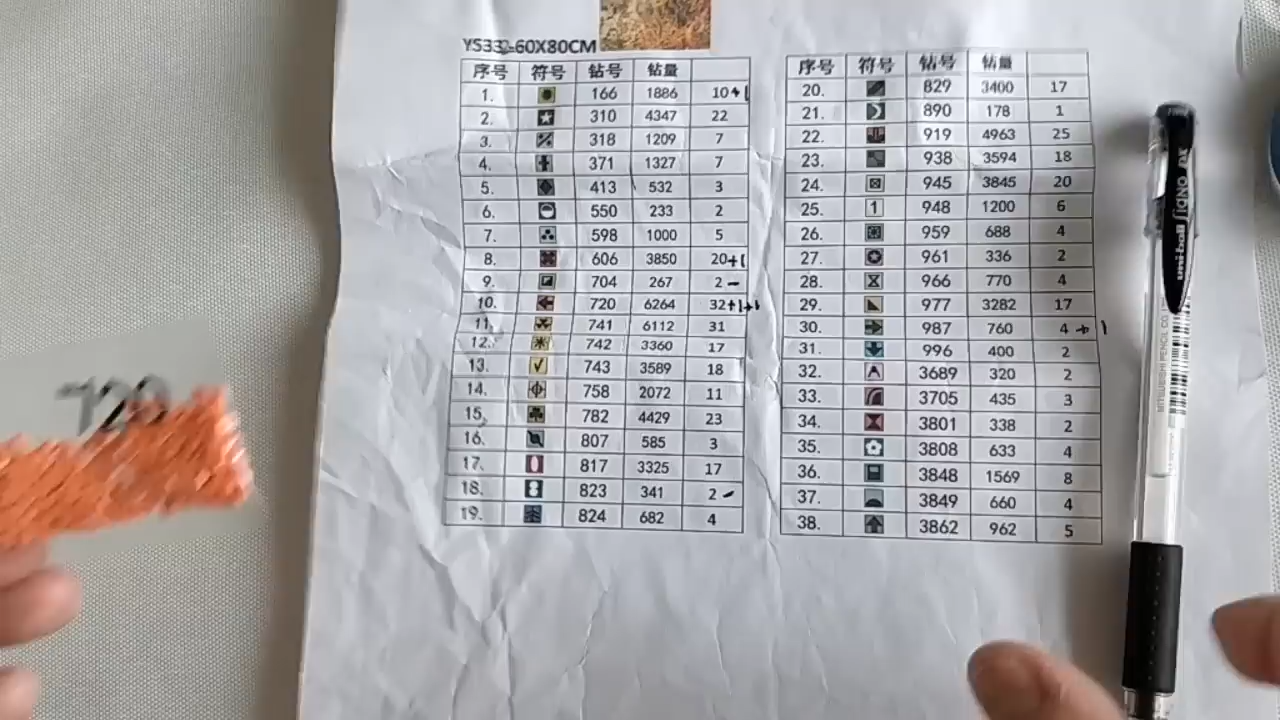 YS332-60X80CM
序号 符号 钻号 钻量
1. 166 1886 10+1
2. 310 4347 22
3. 318 1209 7
4. 371 1327 7
5. 413 532 3
6. 550 233 2
7. 598 1000 5
8. 606 3850 20+1
9. 704 267 2-
10. 720 6264 32+1+1
11. 741 6112 31
12. 742 3360 17
13. 743 3589 18
14. 758 2072 11
15. 782 4429 23
16. 807 585 3
17. 817 3325 17
18. 823 341 2-
19. 824 682 4
序号 符号 钻号 钻量
20. 829 3400 17
21. 890 178 1
22. 919 4963 25
23. 938 3594 18
24. 945 3845 20
25. 1 948 1200 6
26. 959 688 4
27. 961 336 2
28. 966 770 4
29. 977 3282 17
30. 987 760 4+1
31. 996 400 2
32. 3689 320 2
33. 3705 435 3
34. 3801 338 2
35. 3808 633 4
36. 3848 1569 8
37. 3849 660 4
38. 3862 962 5
720
uni-ball Signo